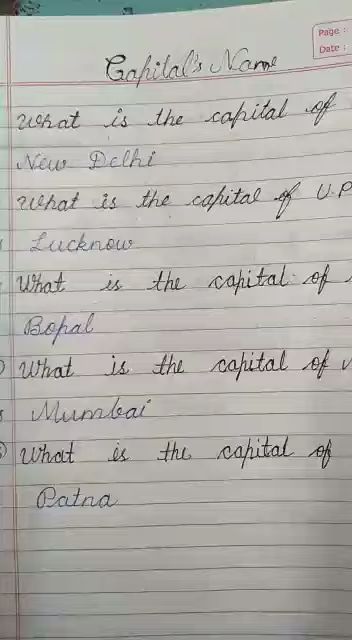 Page :
Date :
Capital's Name
What is the capital of
New Delhi
What is the capital of U.P
Lucknow
What is the capital of
Bopal
What is the capital of
Mumbai
What is the capital of
Patna